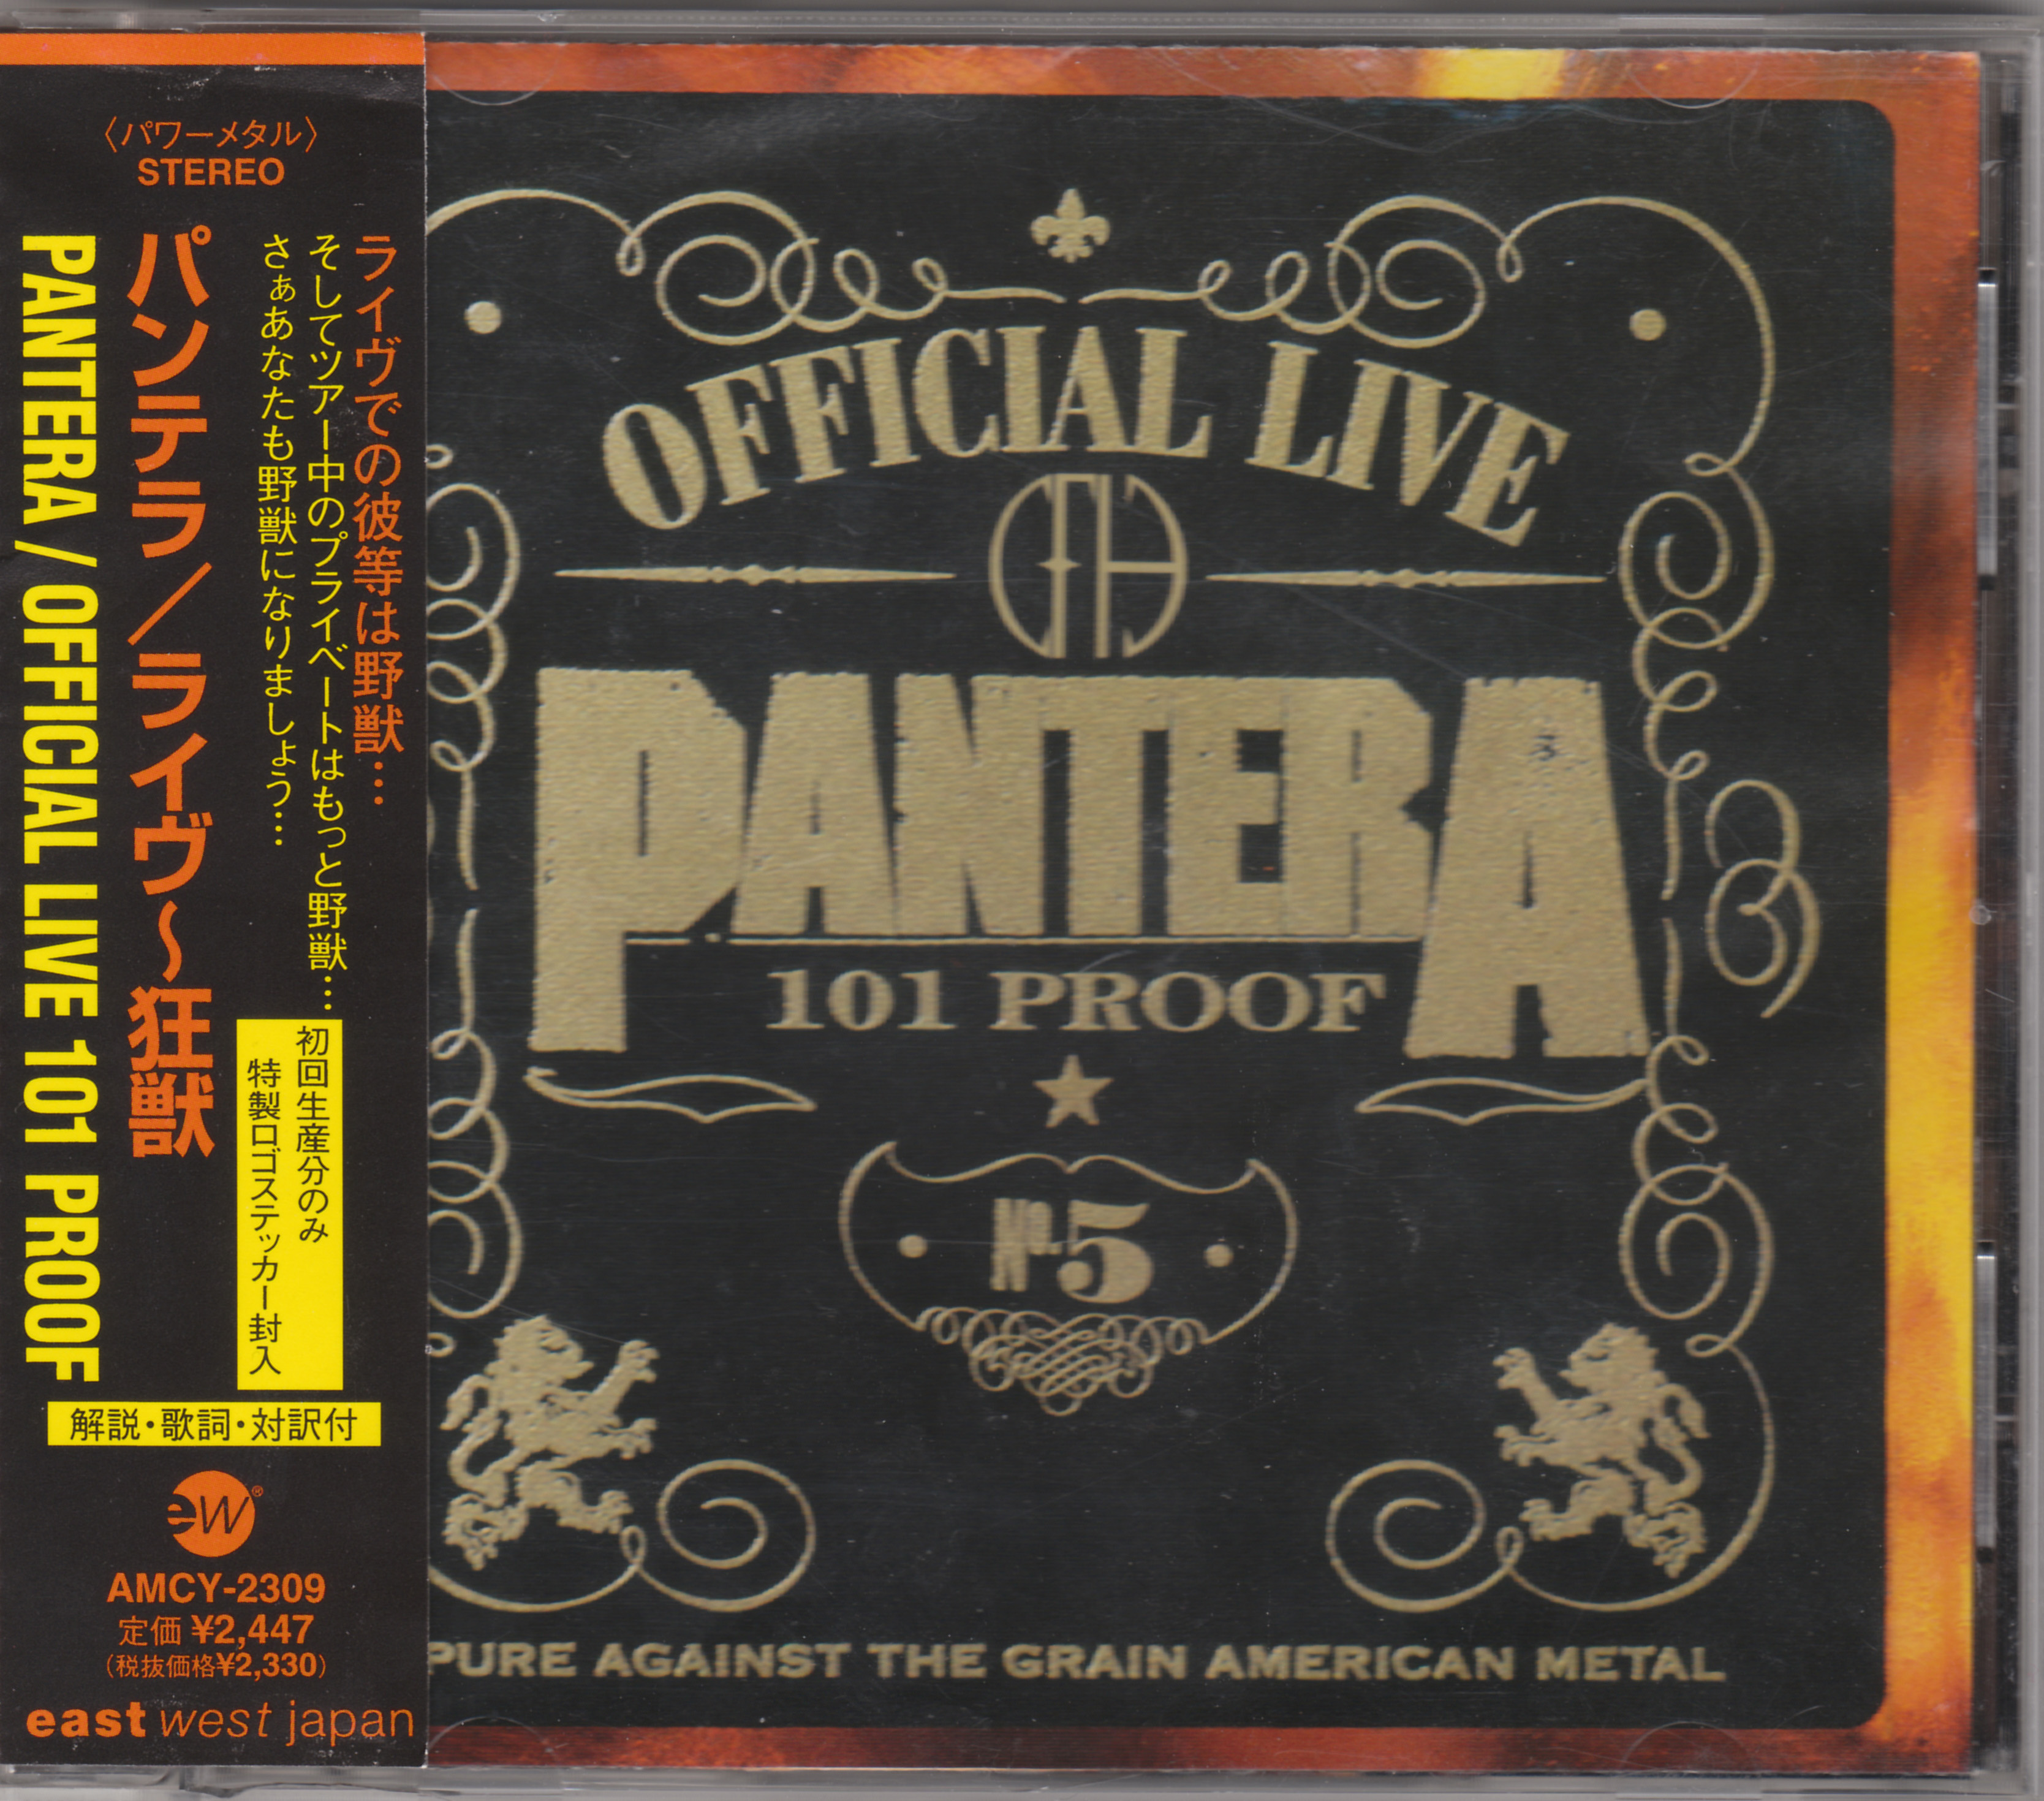 〈パワーメタル〉
STEREO
ライヴでの彼等は野獣…
そしてツアー中のプライベートはもっと野獣…
さぁあなたも野獣になりましょう…
パンテラ／ライヴ〜狂獣
PANTERA / OFFICIAL LIVE 101 PROOF
初回生産分のみ
特製ロゴステッカー封入
解説・歌詞・対訳付
ew®
AMCY-2309
定価 ¥2,447
(税抜価格¥2,330)
east west japan
OFFICIAL LIVE
CFH
PANTERA
101 PROOF
No. 5
PURE AGAINST THE GRAIN AMERICAN METAL